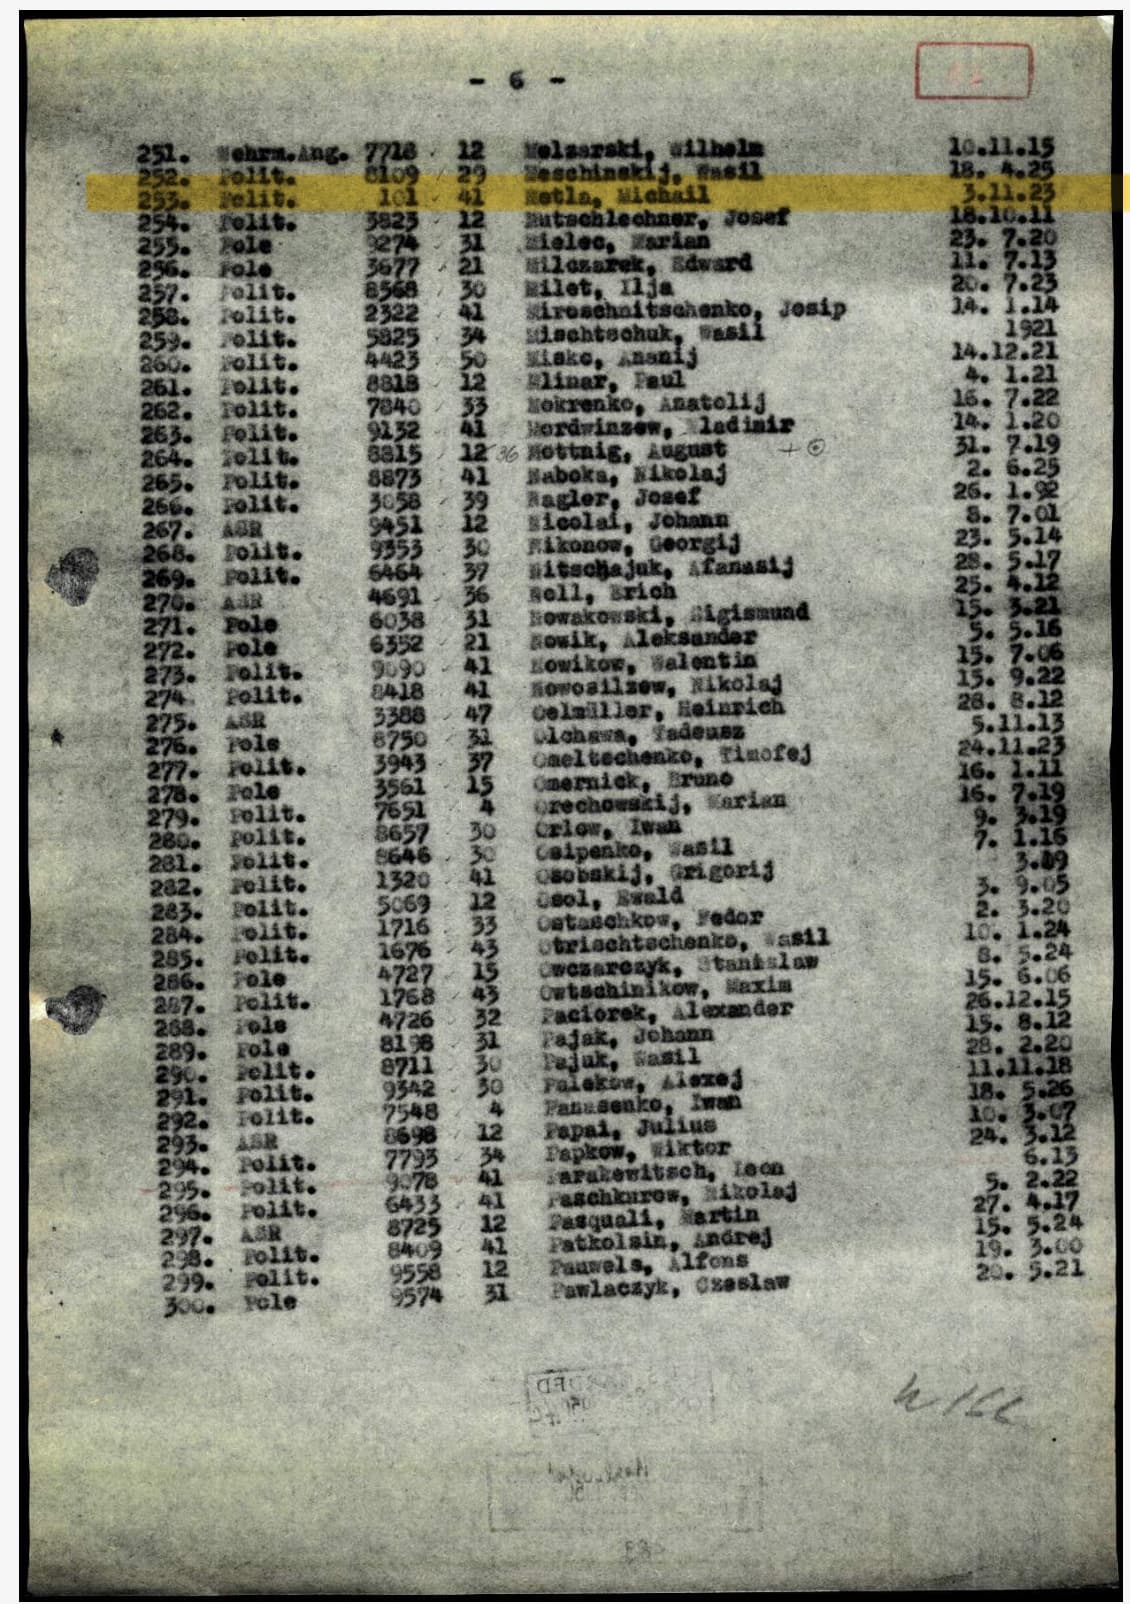 - 6 -
251. Wehrm.Ang. 7718 12 Melzarski, Wilhelm 10.11.15
252. Polit. 8109 29 Meschinskij, Wasil 18. 4.25
253. Polit. 101 41 Metla, Michail 3.11.23
254. Polit. 3823 12 Mutschlechner, Josef 18.10.11
255. Pole 9274 31 Mielec, Marian 23. 7.20
256. Pole 3677 21 Milczarek, Edward 11. 7.13
257. Polit. 8568 30 Milet, Ilja 20. 7.23
258. Polit. 2322 41 Miroschnitschenko, Josip 14. 1.14
259. Polit. 5825 34 Mischtschuk, Wasil 1921
260. Polit. 4423 50 Misko, Ananij 14.12.21
261. Polit. 8818 12 Mlinar, Paul 4. 1.21
262. Polit. 7840 33 Mokrenko, Anatolij 16. 7.22
263. Polit. 9132 41 Mordwinzew, Wladimir 14. 1.20
264. Polit. 8815 12 36 Mottnig, August + 31. 7.19
265. Polit. 8873 41 Naboka, Nikolaj 2. 6.25
266. Polit. 3058 39 Nagler, Josef 26. 1.92
267. ASR 9451 12 Nicolai, Johann 8. 7.01
268. Polit. 9353 30 Nikonow, Georgij 23. 5.14
269. Polit. 6464 37 Nitschajuk, Afanasij 28. 5.17
270. ASR 4691 36 Noll, Erich 25. 4.12
271. Pole 6038 31 Nowakowski, Sigismund 15. 3.21
272. Pole 6352 21 Nowik, Aleksander 5. 5.16
273. Polit. 9090 41 Nowikow, Walentin 15. 7.06
274. Polit. 8418 41 Nowosilzew, Nikolaj 15. 9.22
275. ASR 3388 47 Oelmüller, Heinrich 28. 8.12
276. Pole 8750 31 Olchawa, Tadeusz 5.11.13
277. Polit. 3943 37 Omeltschenko, Timofej 24.11.23
278. Pole 3561 15 Omernick, Bruno 16. 1.11
279. Polit. 7651 4 Orechowskij, Marian 16. 7.19
280. Polit. 8657 30 Orlow, Iwan 9. 3.19
281. Polit. 8646 30 Osipenko, Wasil 7. 1.16
282. Polit. 1320 41 Osobskij, Grigorij
283. Polit. 5069 12 Osol, Ewald 3. 9.05
284. Polit. 1716 33 Ostaschkow, Fedor 2. 3.20
285. Polit. 1676 43 Otrischtschenko, Wasil 10. 1.24
286. Pole 4727 15 Owczarczyk, Stanislaw 8. 5.24
287. Polit. 1768 43 Owtschinikow, Maxim 15. 6.06
288. Pole 4726 32 Paciorek, Alexander 26.12.15
289. Pole 8198 31 Pajak, Johann 15. 8.12
290. Polit. 8711 30 Pajuk, Wasil 28. 2.20
291. Polit. 9342 30 Palekow, Alexej 11.11.18
292. Polit. 7548 4 Panasenko, Iwan 18. 5.26
293. ASR 8698 12 Papai, Julius 10. 3.07
294. Polit. 7793 34 Papkow, Wiktor 24. 3.12
295. Polit. 9078 41 Parakewitsch, Leon 6.13
296. Polit. 6433 41 Paschkurow, Nikolaj 5. 2.22
297. ASR 8725 12 Pasquali, Martin 27. 4.17
298. Polit. 8409 41 Patkolsin, Andrej 15. 5.24
299. Polit. 9558 12 Pauwels, Alfons 19. 3.00
300. Pole 9574 31 Pawlaczyk, Czeslaw 20. 5.21